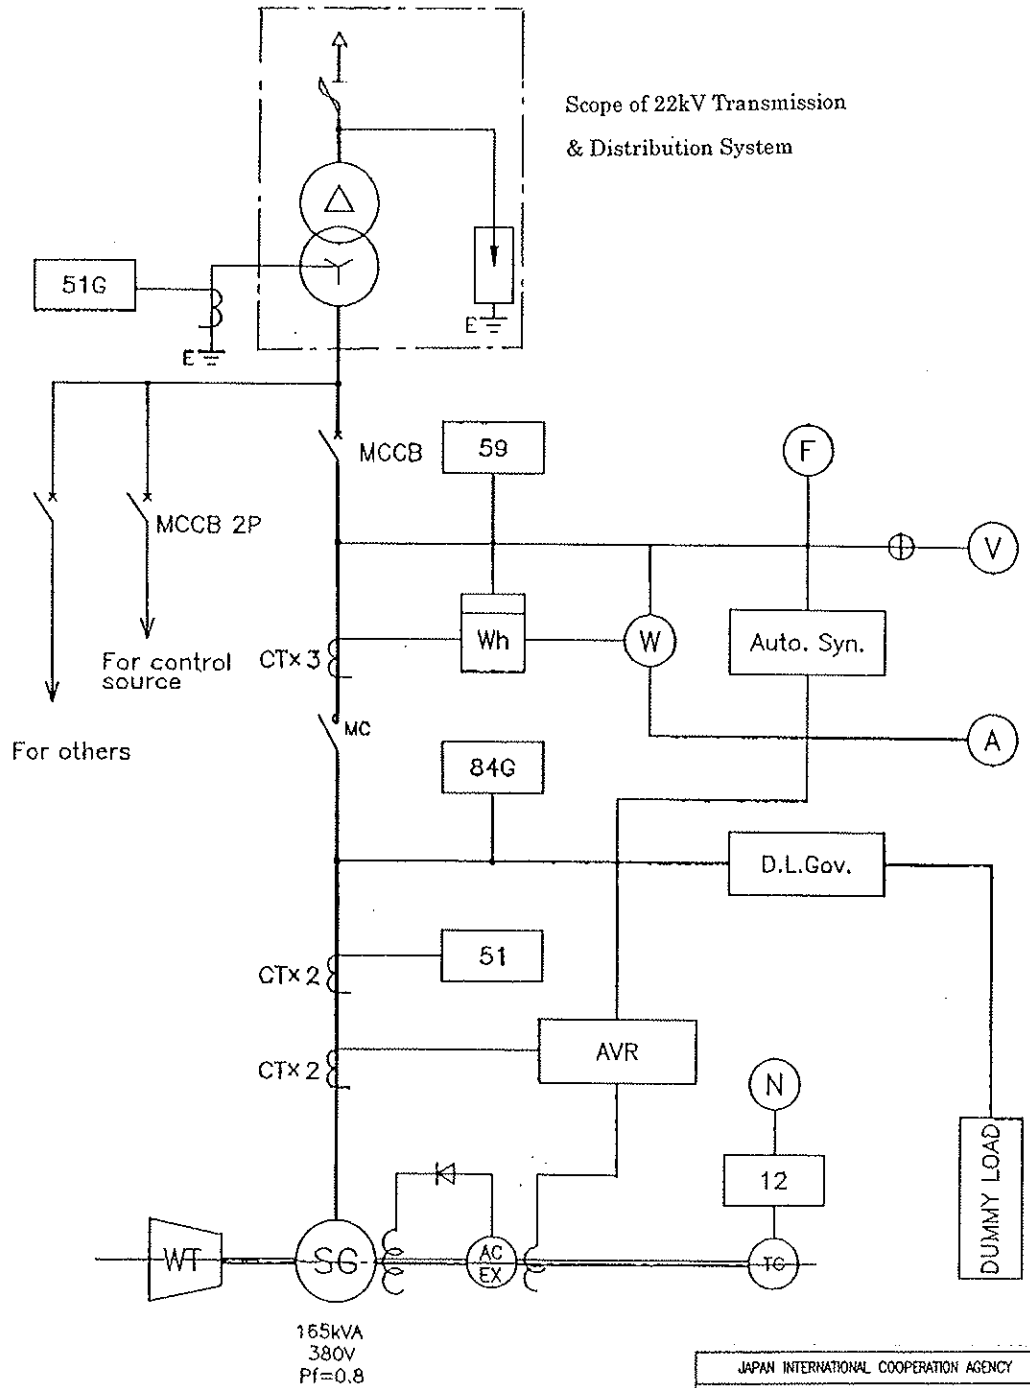 Scope of 22kV Transmission
& Distribution System
51G
E
E
MCCB
59
F
MCCB 2P
V
Wh
W
Auto. Syn.
CT×3
For control
source
MC
For others
A
84G
D.L.Gov.
51
CT×2
AVR
CT×2
N
12
DUMMY LOAD
WT
SG
AC
EX
TG
165kVA
380V
Pf=0.8
JAPAN INTERNATIONAL COOPERATION AGENCY